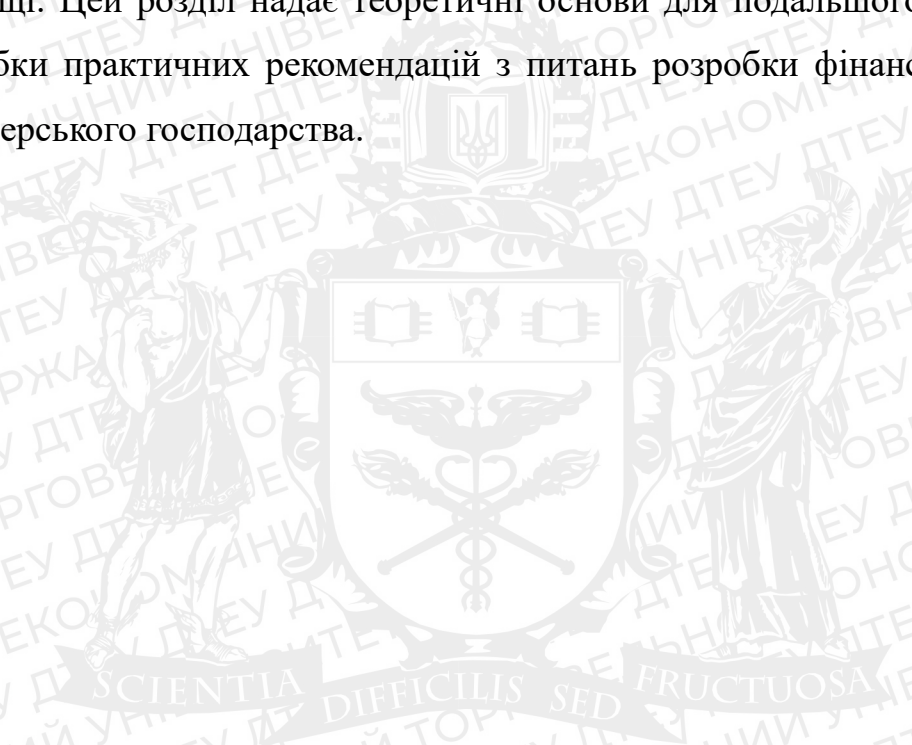 щі. Цей розділ надає теоретичні основи для подальшого
бки практичних рекомендацій з питань розробки фінанс
ерського господарства.
SCIENTIA DIFFICILIS SED FRUCTUOSA